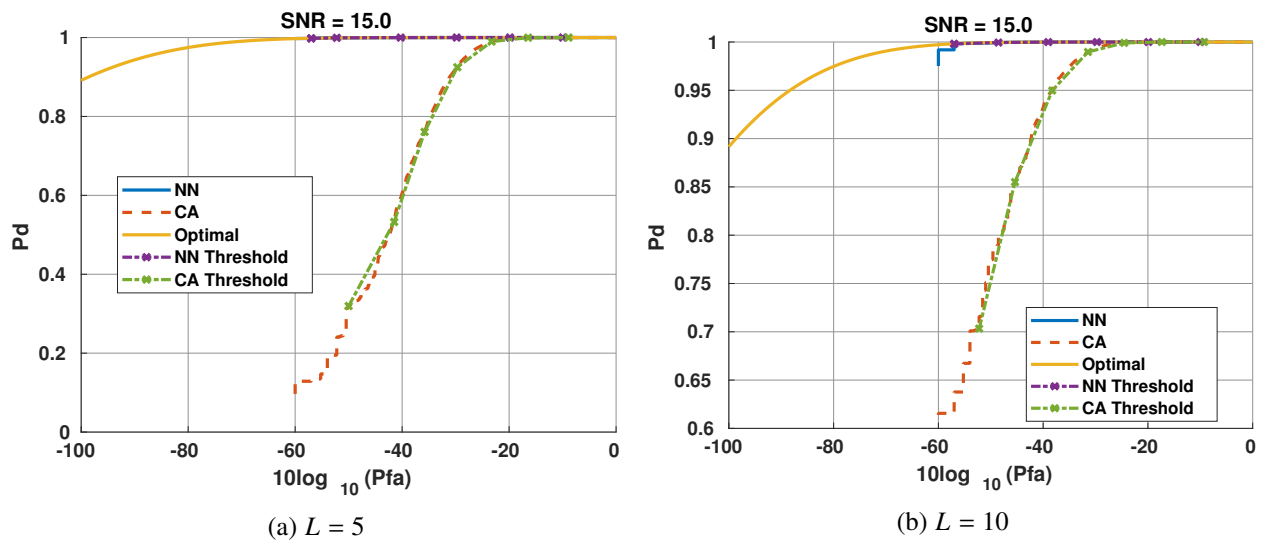 SNR = 15.0
1
0.8
0.6
0.4
0.2
0
Pd
NN
CA
Optimal
NN Threshold
CA Threshold
-100 -80 -60 -40 -20 0
10log 10 (Pfa)
(a) L = 5
SNR = 15.0
1
0.95
0.9
0.85
0.8
0.75
0.7
0.65
0.6
Pd
NN
CA
Optimal
NN Threshold
CA Threshold
-100 -80 -60 -40 -20 0
10log 10 (Pfa)
(b) L = 10